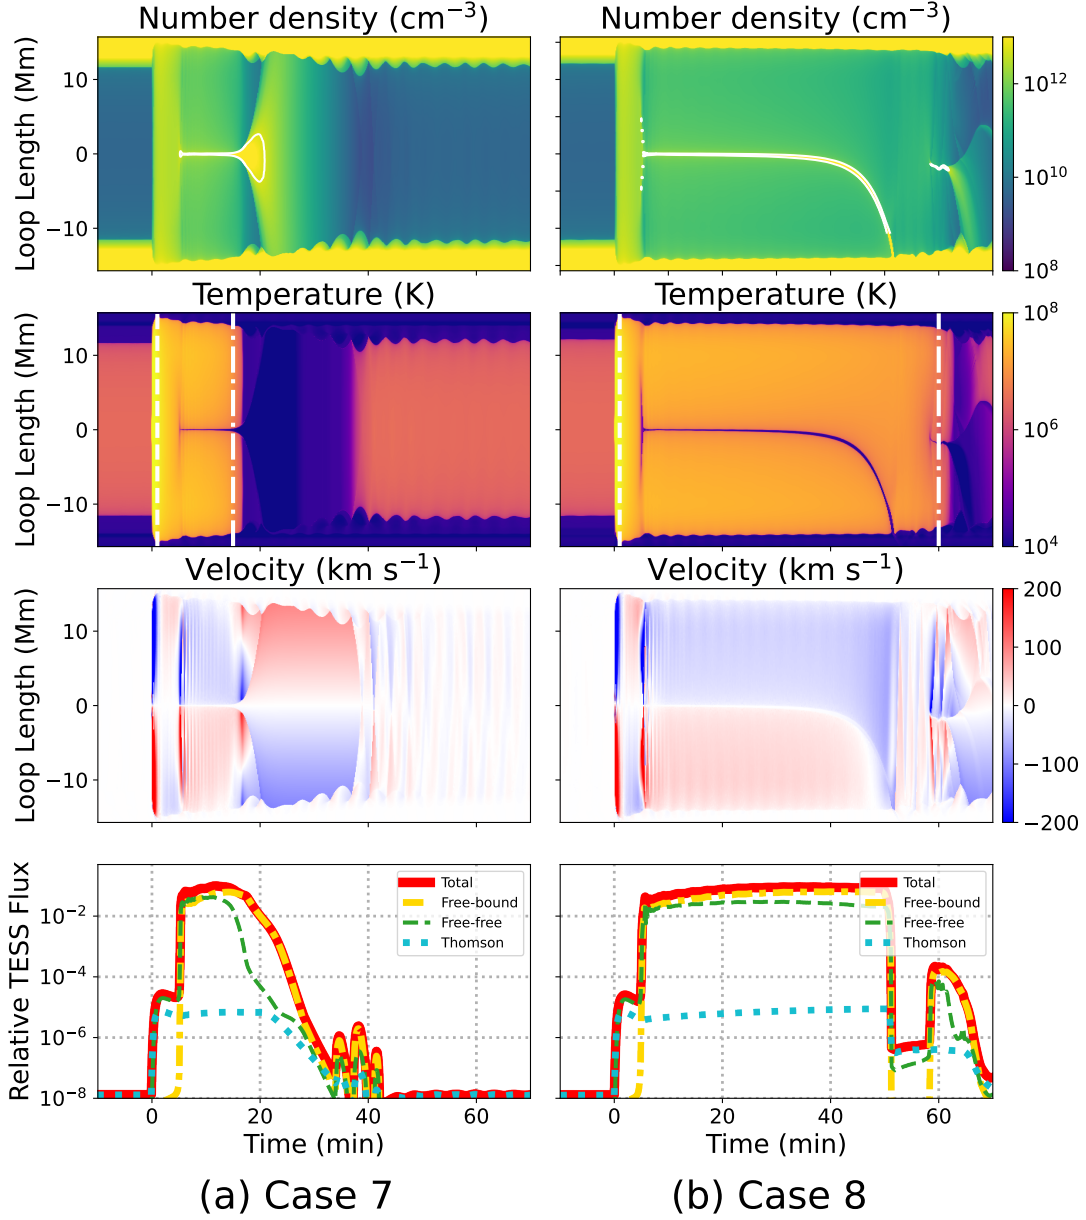 Number density (cm⁻³) Number density (cm⁻³)
Loop Length (Mm)
10
0
−10
10¹²
10¹⁰
10⁸
Temperature (K) Temperature (K)
Loop Length (Mm)
10
0
−10
10⁸
10⁶
10⁴
Velocity (km s⁻¹) Velocity (km s⁻¹)
Loop Length (Mm)
10
0
−10
200
100
0
−100
−200
Relative TESS Flux
10⁻²
10⁻⁴
10⁻⁶
10⁻⁸
Total
Free-bound
Free-free
Thomson
Total
Free-bound
Free-free
Thomson
0 20 40 60 0 20 40 60
Time (min) Time (min)
(a) Case 7 (b) Case 8